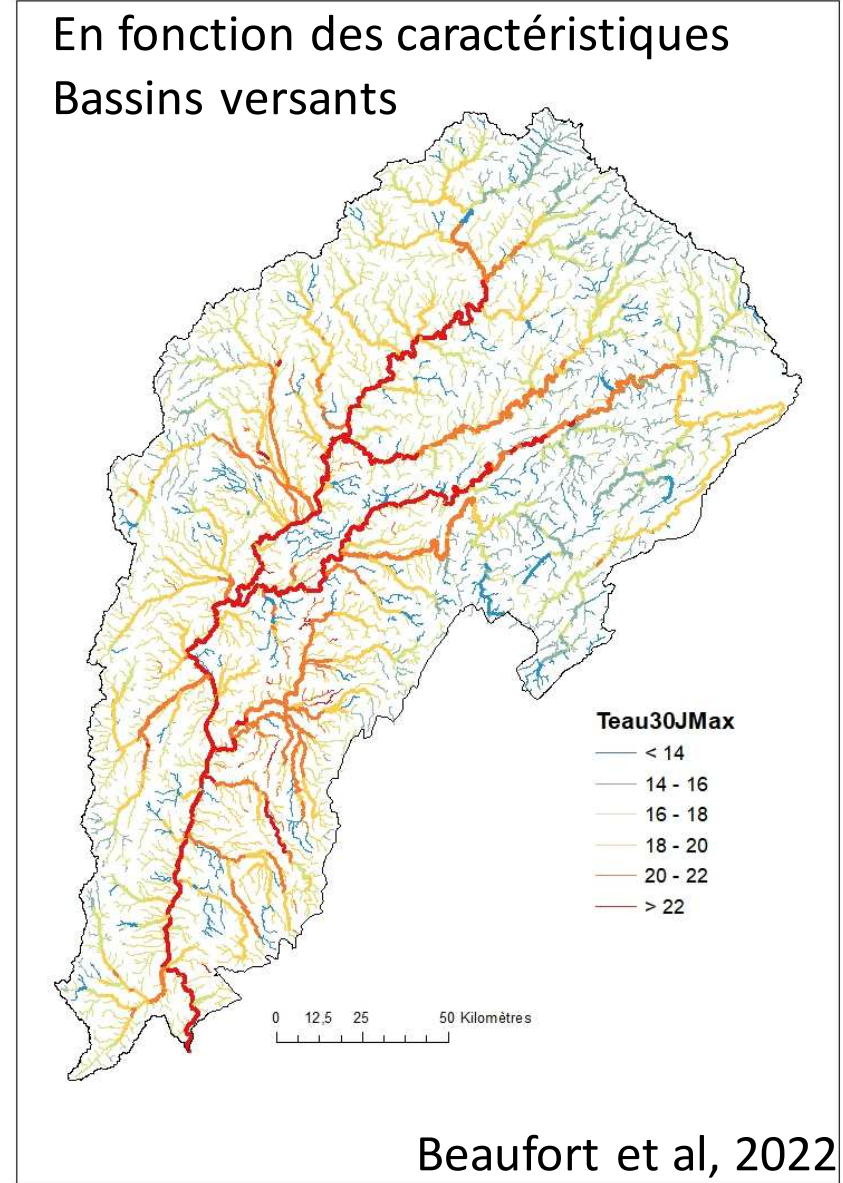 En fonction des caractéristiques
Bassins versants
Teau30JMax
< 14
14 - 16
16 - 18
18 - 20
20 - 22
> 22
0 12,5 25 50 Kilomètres
Beaufort et al, 2022